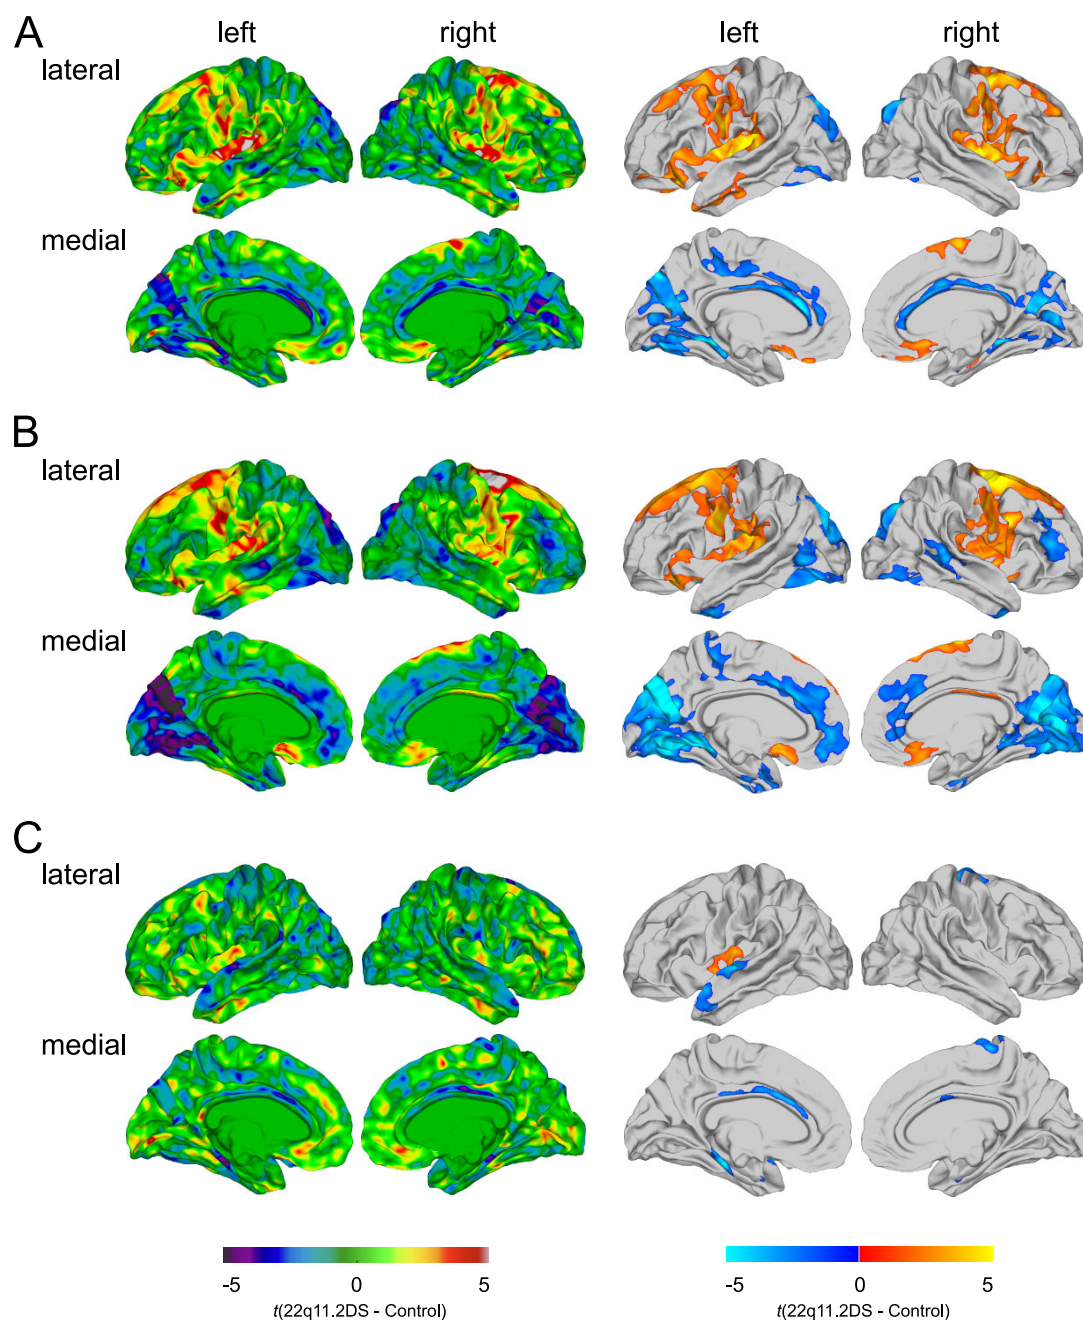 A
left right left right
lateral
medial
B
lateral
medial
C
lateral
medial
-5 0 5 -5 0 5
t(22q11.2DS - Control) t(22q11.2DS - Control)